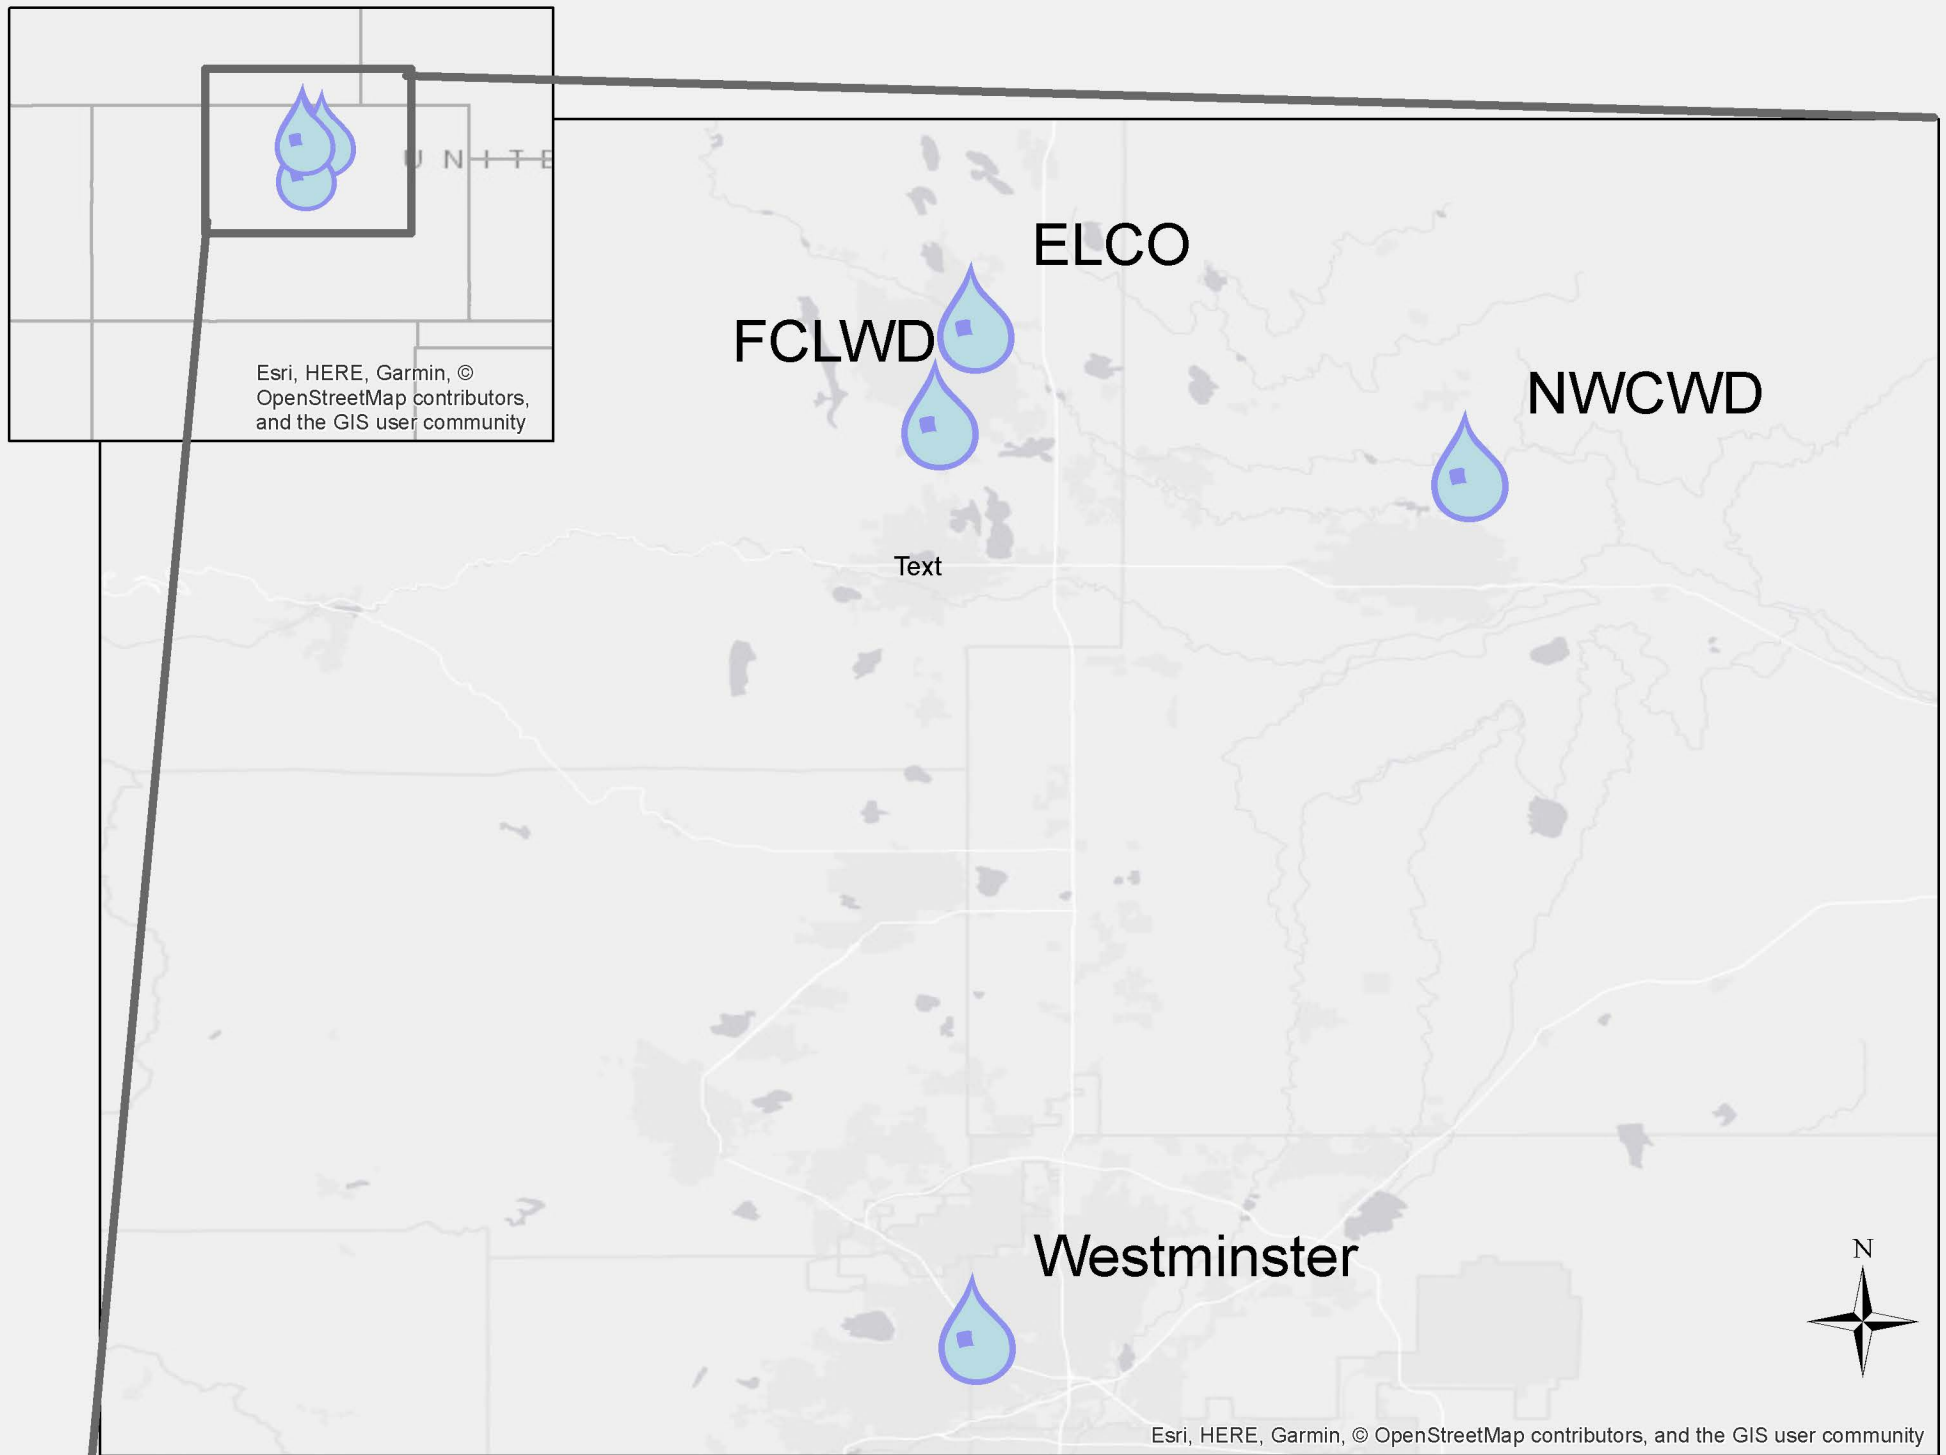 UNITE
Esri, HERE, Garmin, ©
OpenStreetMap contributors,
and the GIS user community
ELCO
FCLWD
NWCWD
Text
Westminster
N
Esri, HERE, Garmin, © OpenStreetMap contributors, and the GIS user community